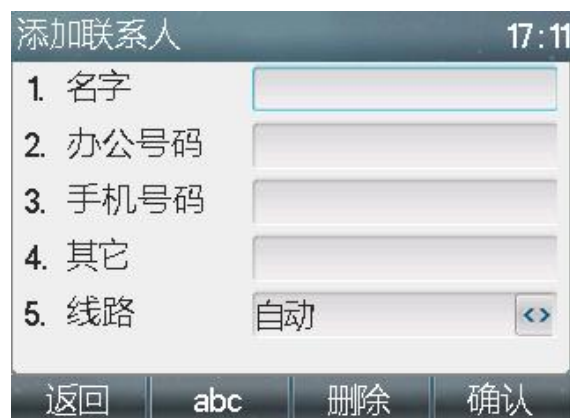 添加联系人 17:11
1. 名字
2. 办公号码
3. 手机号码
4. 其它
5. 线路 自动 <>
返回 abc 删除 确认